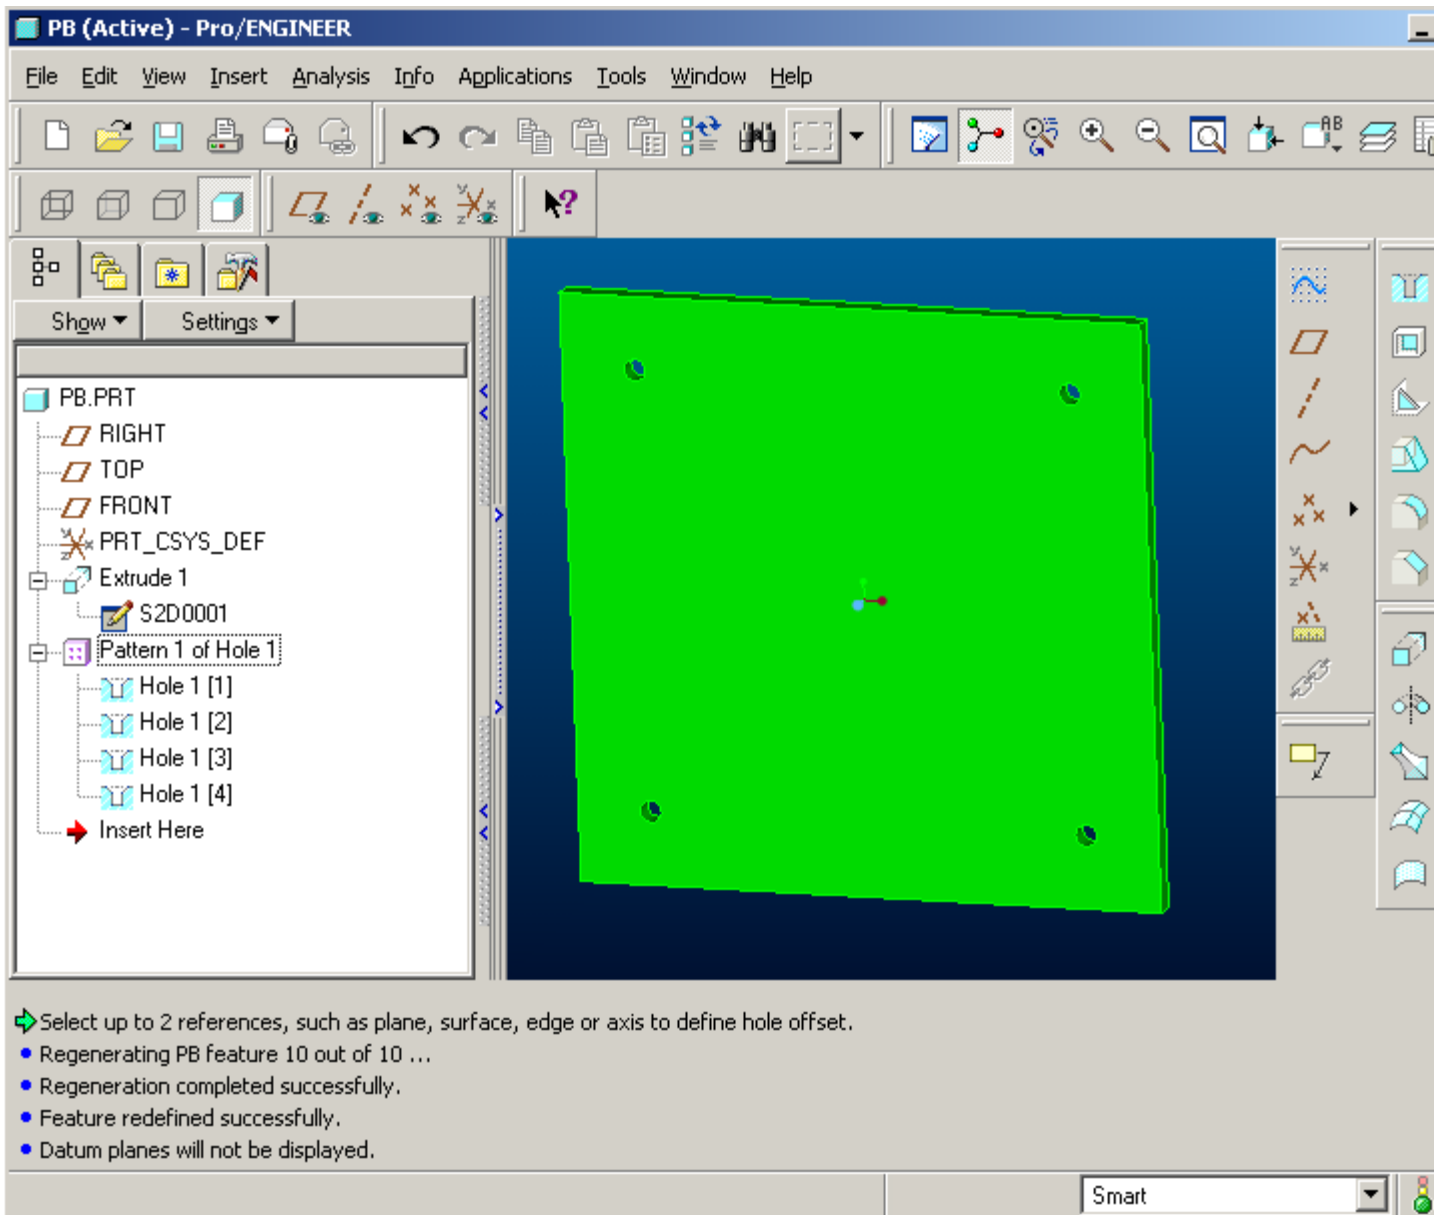 PB (Active) - Pro/ENGINEER
File Edit View Insert Analysis Info Applications Tools Window Help
AB
Show Settings
PB.PRT
RIGHT
TOP
FRONT
PRT_CSYS_DEF
Extrude 1
S2D0001
Pattern 1 of Hole 1
Hole 1 [1]
Hole 1 [2]
Hole 1 [3]
Hole 1 [4]
Insert Here
Select up to 2 references, such as plane, surface, edge or axis to define hole offset.
Regenerating PB feature 10 out of 10 ...
Regeneration completed successfully.
Feature redefined successfully.
Datum planes will not be displayed.
Smart